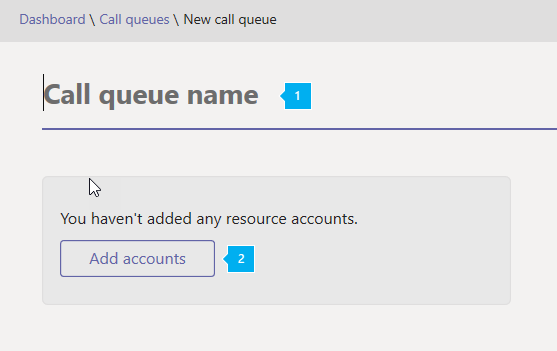 Dashboard \ Call queues \ New call queue
Call queue name 1
You haven't added any resource accounts.
Add accounts 2